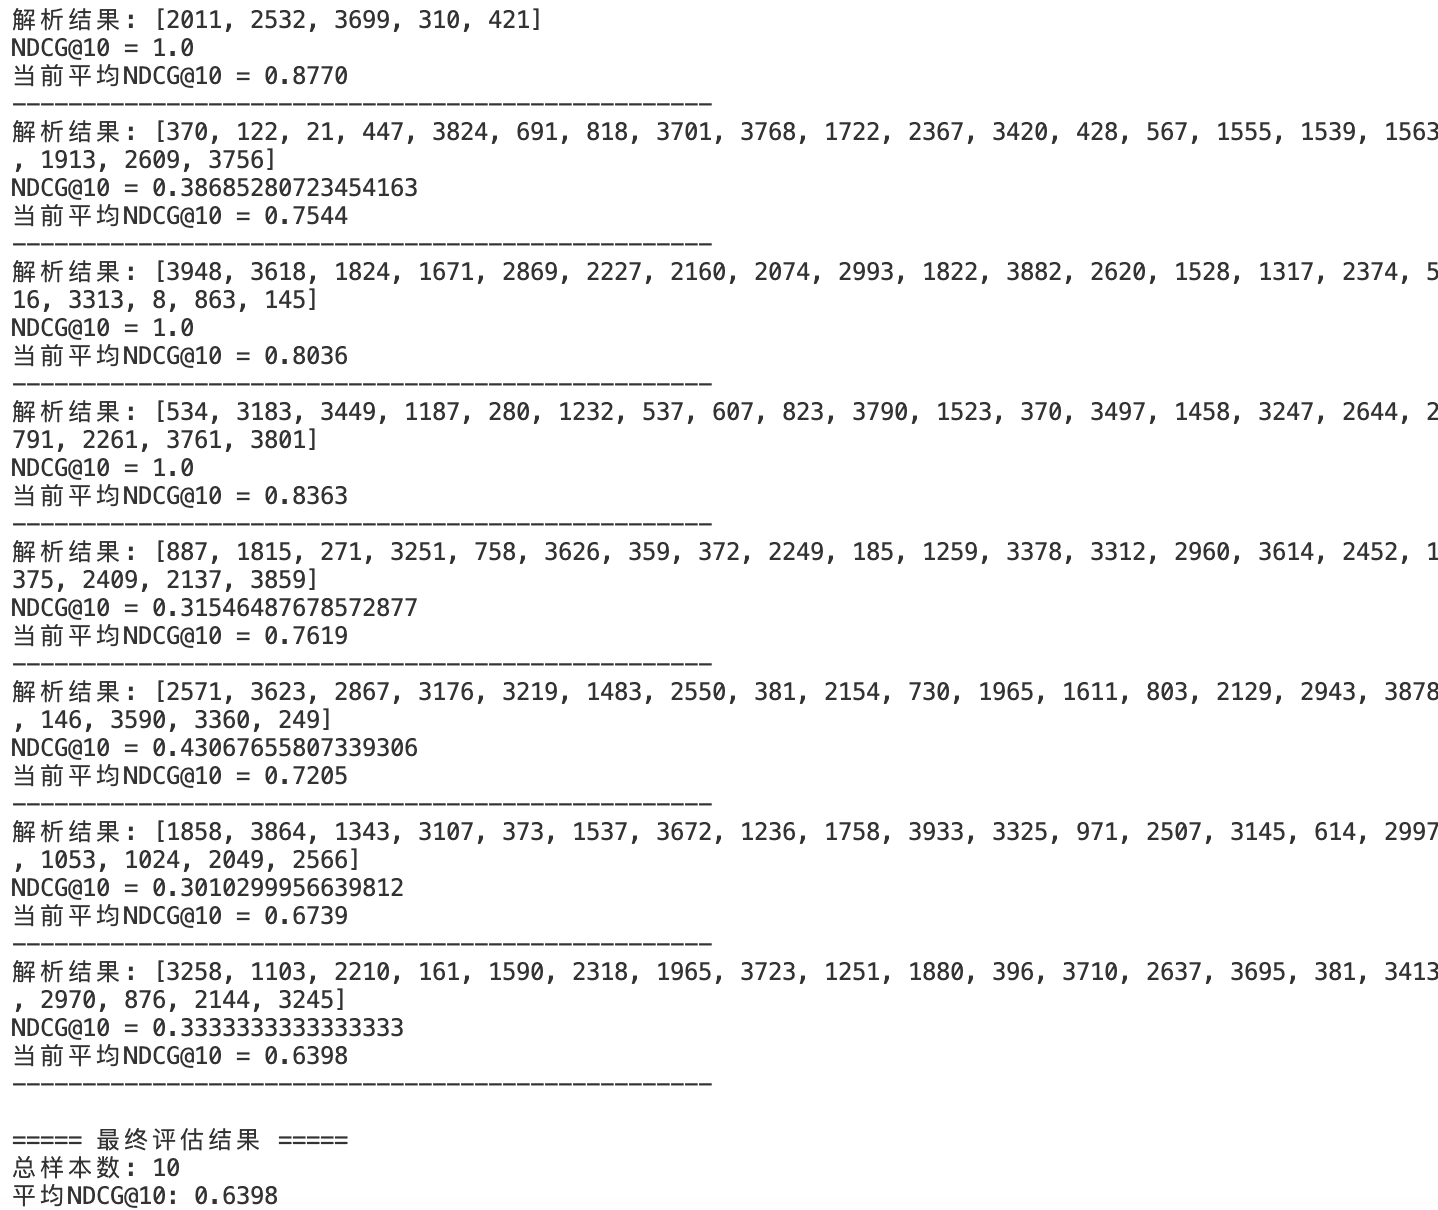 解析结果: [2011, 2532, 3699, 310, 421]
NDCG@10 = 1.0
当前平均NDCG@10 = 0.8770
--------------------------------------------------
解析结果: [370, 122, 21, 447, 3824, 691, 818, 3701, 3768, 1722, 2367, 3420, 428, 567, 1555, 1539, 1563
, 1913, 2609, 3756]
NDCG@10 = 0.38685280723454163
当前平均NDCG@10 = 0.7544
--------------------------------------------------
解析结果: [3948, 3618, 1824, 1671, 2869, 2227, 2160, 2074, 2993, 1822, 3882, 2620, 1528, 1317, 2374, 5
16, 3313, 8, 863, 145]
NDCG@10 = 1.0
当前平均NDCG@10 = 0.8036
--------------------------------------------------
解析结果: [534, 3183, 3449, 1187, 280, 1232, 537, 607, 823, 3790, 1523, 370, 3497, 1458, 3247, 2644, 2
791, 2261, 3761, 3801]
NDCG@10 = 1.0
当前平均NDCG@10 = 0.8363
--------------------------------------------------
解析结果: [887, 1815, 271, 3251, 758, 3626, 359, 372, 2249, 185, 1259, 3378, 3312, 2960, 3614, 2452, 1
375, 2409, 2137, 3859]
NDCG@10 = 0.31546487678572877
当前平均NDCG@10 = 0.7619
--------------------------------------------------
解析结果: [2571, 3623, 2867, 3176, 3219, 1483, 2550, 381, 2154, 730, 1965, 1611, 803, 2129, 2943, 3878
, 146, 3590, 3360, 249]
NDCG@10 = 0.43067655807339306
当前平均NDCG@10 = 0.7205
--------------------------------------------------
解析结果: [1858, 3864, 1343, 3107, 373, 1537, 3672, 1236, 1758, 3933, 3325, 971, 2507, 3145, 614, 2997
, 1053, 1024, 2049, 2566]
NDCG@10 = 0.3010299956639812
当前平均NDCG@10 = 0.6739
--------------------------------------------------
解析结果: [3258, 1103, 2210, 161, 1590, 2318, 1965, 3723, 1251, 1880, 396, 3710, 2637, 3695, 381, 3413
, 2970, 876, 2144, 3245]
NDCG@10 = 0.3333333333333333
当前平均NDCG@10 = 0.6398
--------------------------------------------------
===== 最终评估结果 =====
总样本数: 10
平均NDCG@10: 0.6398